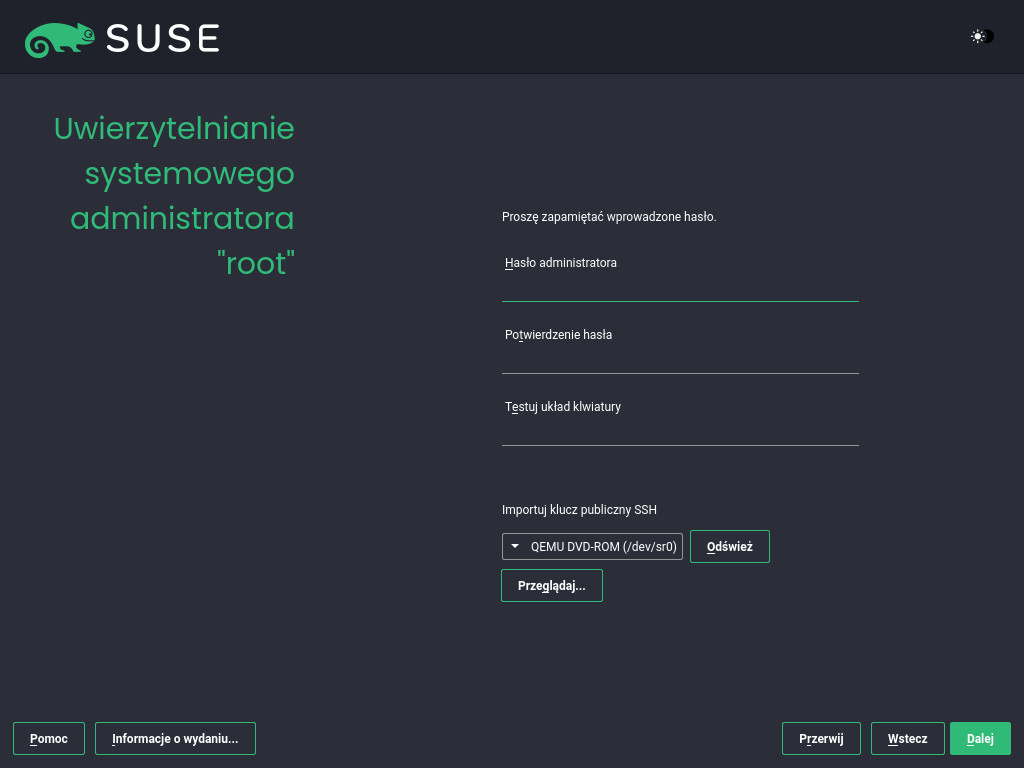 SUSE
Uwierzytelnianie
systemowego
administratora
"root"
Proszę zapamiętać wprowadzone hasło.
Hasło administratora
Potwierdzenie hasła
Testuj układ klwiatury
Importuj klucz publiczny SSH
QEMU DVD-ROM (/dev/sr0) Odśwież
Przeglądaj...
Pomoc Informacje o wydaniu... Przerwij Wstecz Dalej